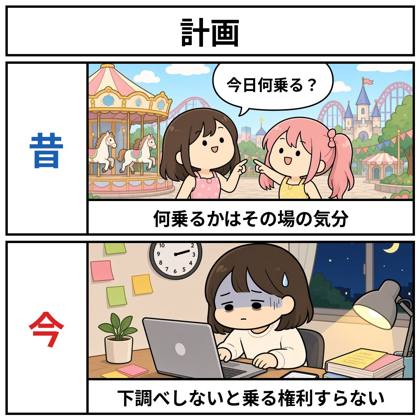 計画
昔
今日何乗る？
何乗るかはその場の気分
今
下調べしないと乗る権利すらない